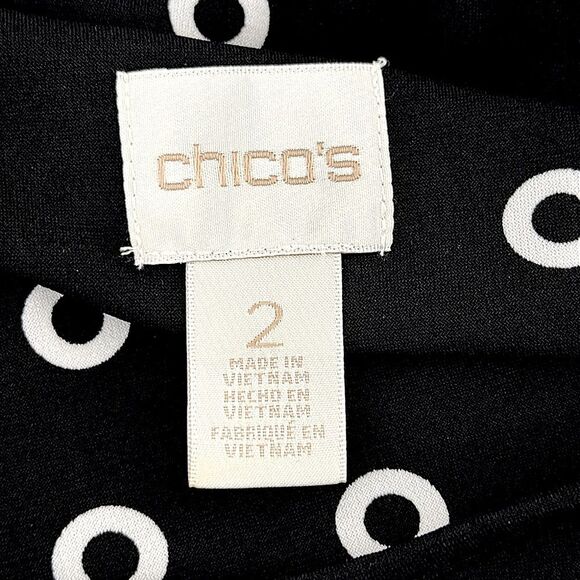 chico's
2
MADE IN
VIETNAM
HECHO EN
VIETNAM
FABRIQUÉ EN
VIETNAM